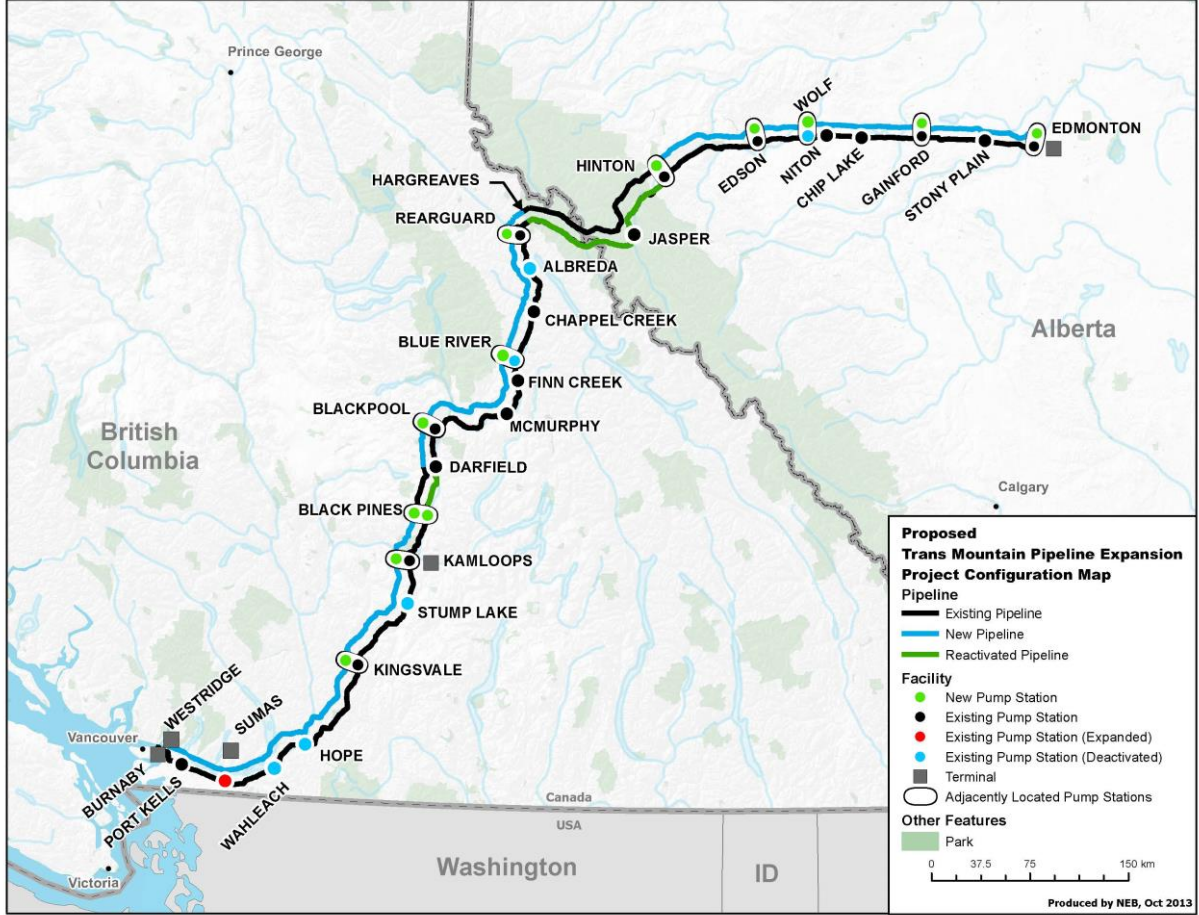 Prince George
WOLF
EDMONTON
HINTON
EDSON
NITON
CHIP LAKE
GAINFORD
STONY PLAIN
HARGREAVES
REARGUARD
JASPER
ALBREDA
CHAPPEL CREEK
Alberta
BLUE RIVER
FINN CREEK
BLACKPOOL
MCMURPHY
British
Columbia
DARFIELD
Calgary
BLACK PINES
KAMLOOPS
STUMP LAKE
KINGSVALE
WESTRIDGE
SUMAS
Vancouver
HOPE
BURNABY
PORT KELLS
WAHLEACH
Canada
USA
Washington
ID
Victoria
Proposed
Trans Mountain Pipeline Expansion
Project Configuration Map
Pipeline
Existing Pipeline
New Pipeline
Reactivated Pipeline
Facility
New Pump Station
Existing Pump Station
Existing Pump Station (Expanded)
Existing Pump Station (Deactivated)
Terminal
Adjacently Located Pump Stations
Other Features
Park
0 37.5 75 150 km
Produced by NEB, Oct 2013